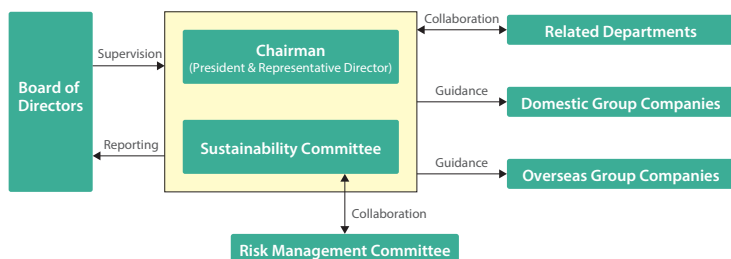 Collaboration
Related Departments
Chairman
(President & Representative Director)
Supervision
Board of
Directors
Guidance
Domestic Group Companies
Reporting
Sustainability Committee
Guidance
Overseas Group Companies
Collaboration
Risk Management Committee